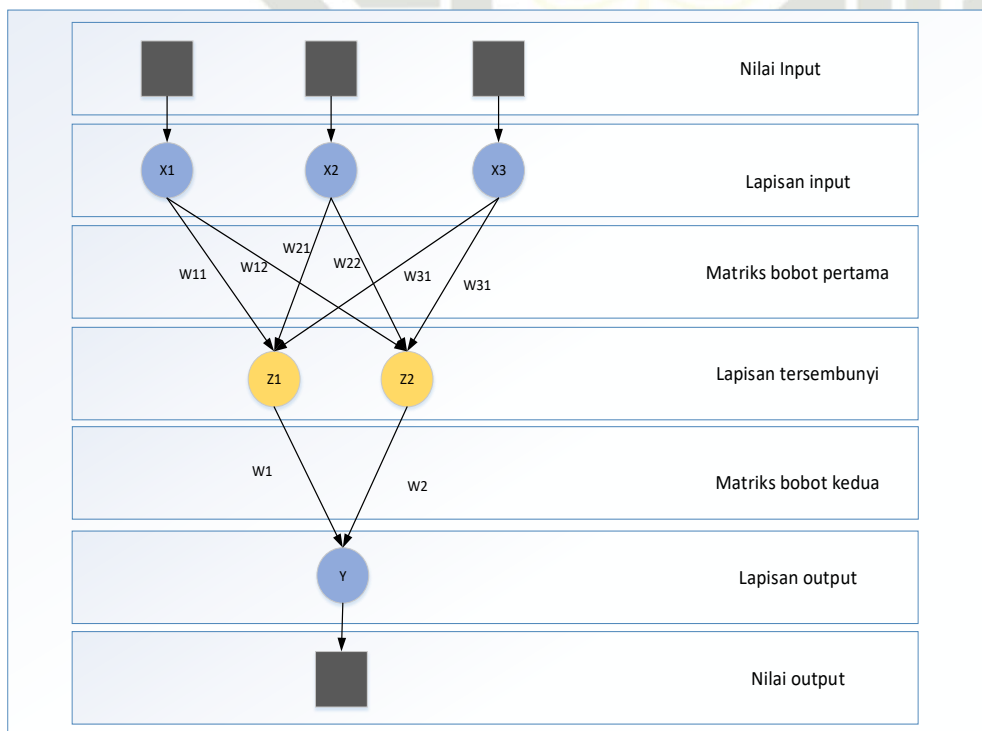 Nilai Input
X1
X2
X3
Lapisan input
W11
W12
W21
W22
W31
W31
Matriks bobot pertama
Z1
Z2
Lapisan tersembunyi
W1
W2
Matriks bobot kedua
Y
Lapisan output
Nilai output